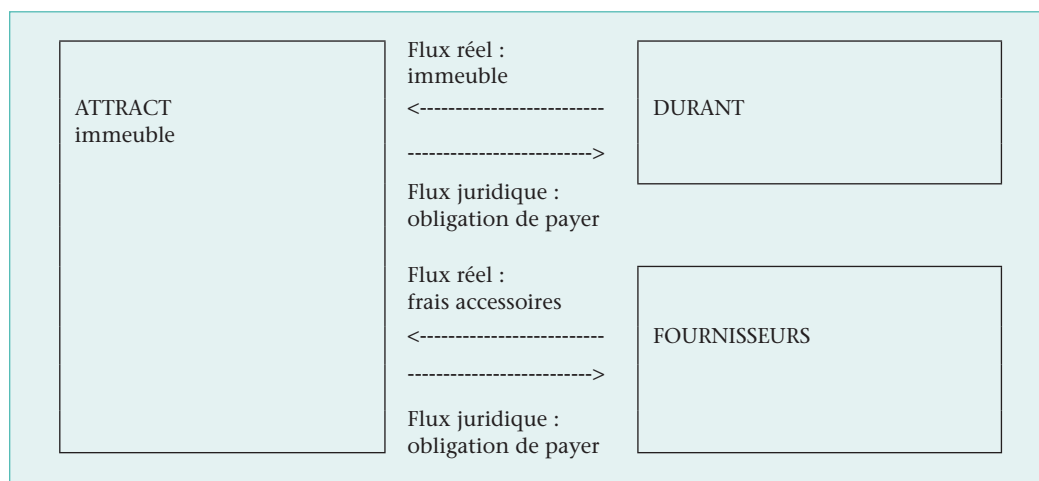 Flux réel :
immeuble
ATTRACT
immeuble
<--------------------------
DURANT
-------------------------->
Flux juridique :
obligation de payer
Flux réel :
frais accessoires
<--------------------------
FOURNISSEURS
-------------------------->
Flux juridique :
obligation de payer